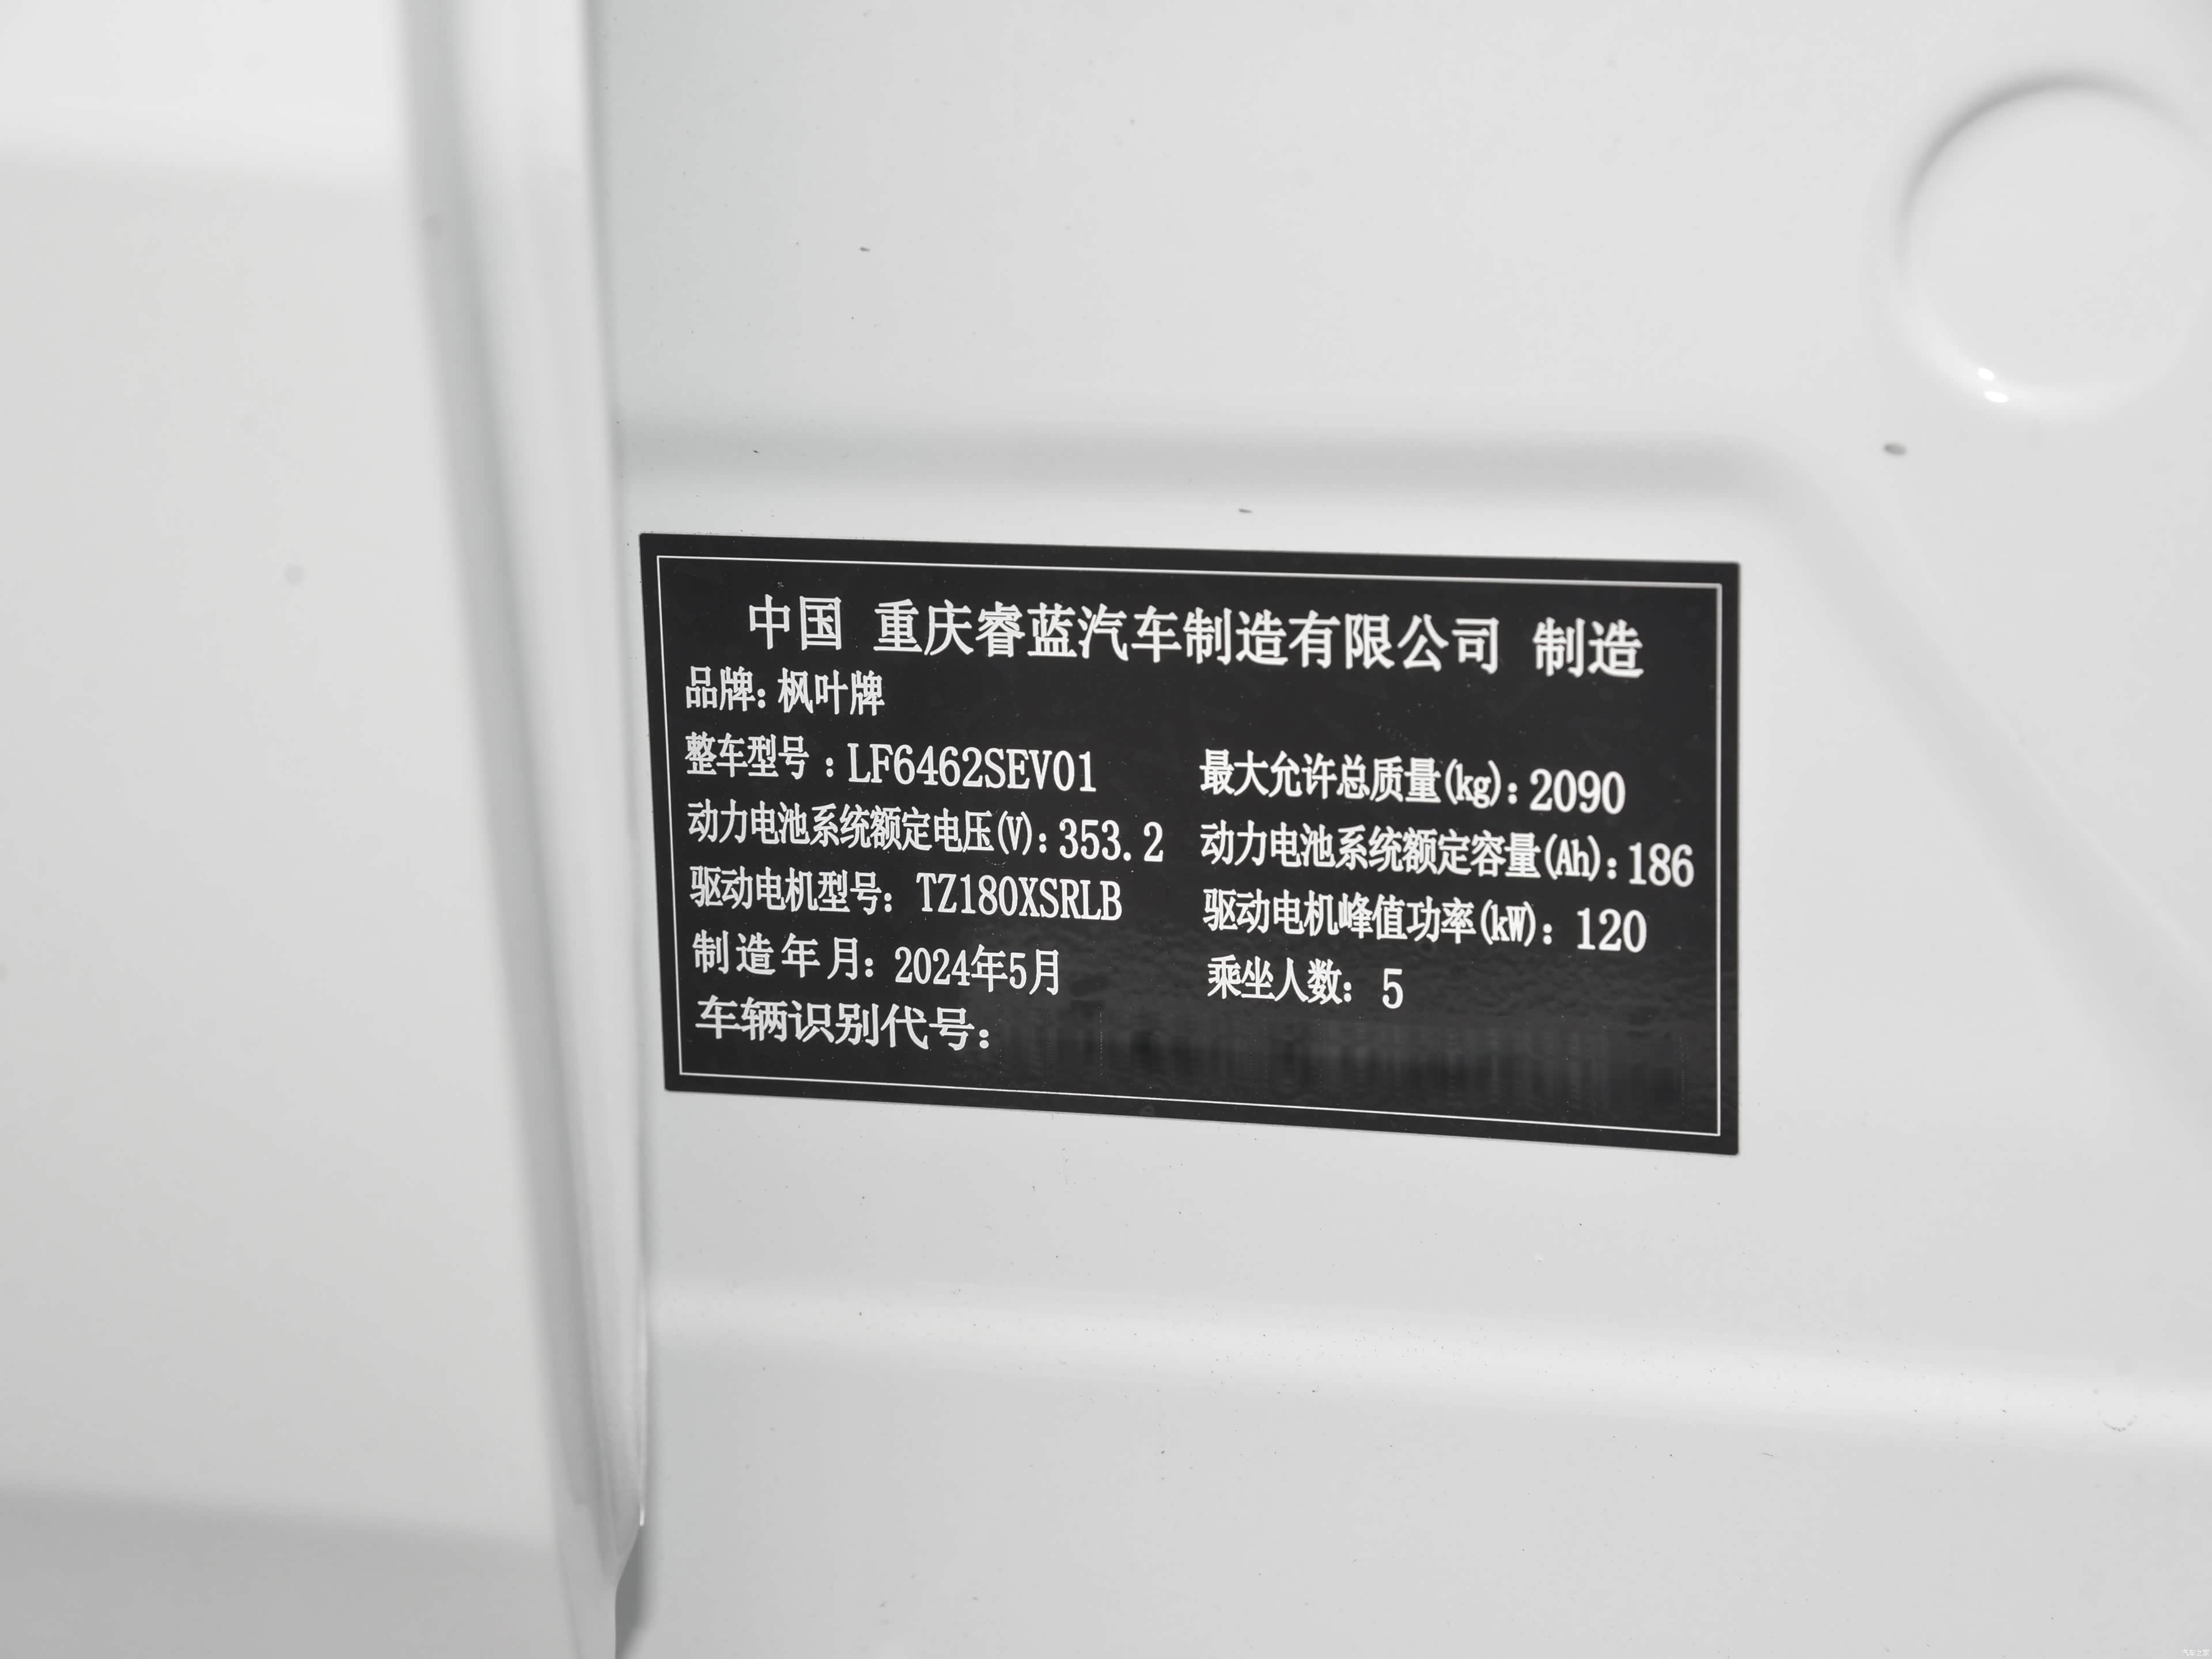 中国 重庆睿蓝汽车制造有限公司 制造
品牌: 枫叶牌
整车型号 : LF6462SEV01 最大允许总质量(kg): 2090
动力电池系统额定电压(V): 353.2 动力电池系统额定容量(Ah): 186
驱动电机型号: TZ180XSRLB 驱动电机峰值功率(kW): 120
制造年月: 2024年5月 乘坐人数: 5
车辆识别代号:
汽车之家